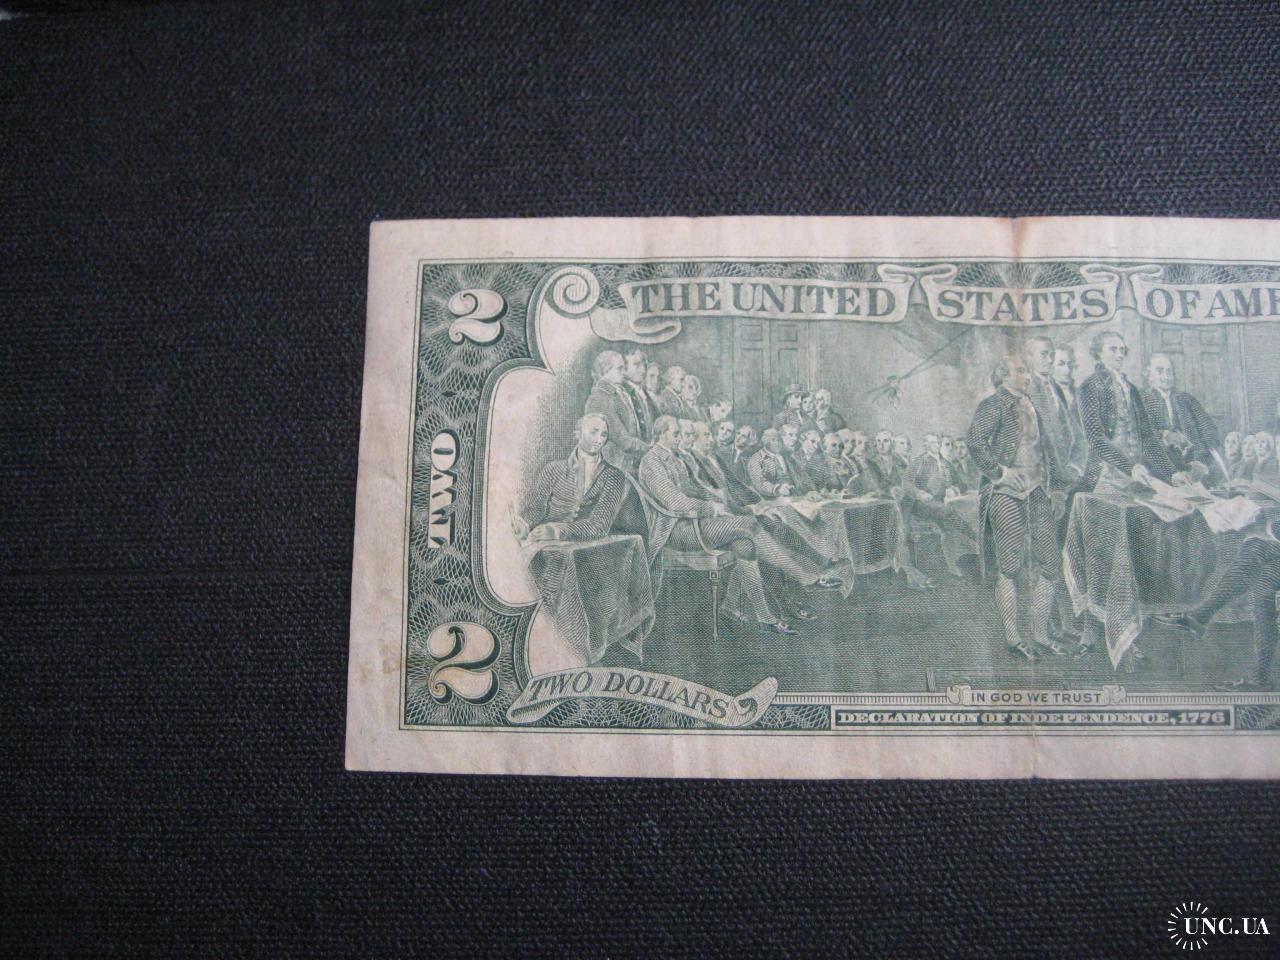 2
THE UNITED STATES OF AME
TWO
2
TWO DOLLARS
IN GOD WE TRUST
DECLARATION OF INDEPENDENCE, 1776
UNC.UA